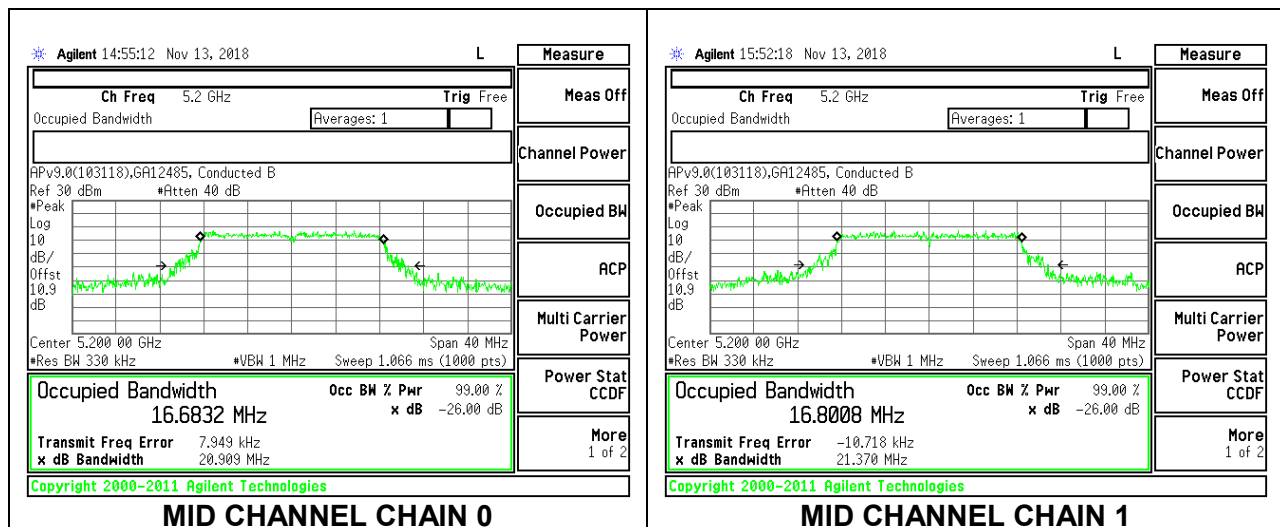 Agilent 14:55:12 Nov 13, 2018 L
Measure
Ch Freq 5.2 GHz Trig Free
Occupied Bandwidth Averages: 1
APv9.0(103118),GA12485, Conducted B
Ref 30 dBm #Atten 40 dB
#Peak
Log
10
dB/
Offst
10.9
dB
Center 5.200 00 GHz Span 40 MHz
#Res BW 330 kHz #VBW 1 MHz Sweep 1.066 ms (1000 pts)
Occupied Bandwidth Occ BW % Pwr 99.00 %
16.6832 MHz x dB -26.00 dB
Transmit Freq Error 7.949 kHz
x dB Bandwidth 20.909 MHz
Copyright 2000-2011 Agilent Technologies
Meas Off
Channel Power
Occupied BW
ACP
Multi Carrier
Power
Power Stat
CCDF
More
1 of 2
MID CHANNEL CHAIN 0
Agilent 15:52:18 Nov 13, 2018 L
Measure
Ch Freq 5.2 GHz Trig Free
Occupied Bandwidth Averages: 1
APv9.0(103118),GA12485, Conducted B
Ref 30 dBm #Atten 40 dB
#Peak
Log
10
dB/
Offst
10.9
dB
Center 5.200 00 GHz Span 40 MHz
#Res BW 330 kHz #VBW 1 MHz Sweep 1.066 ms (1000 pts)
Occupied Bandwidth Occ BW % Pwr 99.00 %
16.8008 MHz x dB -26.00 dB
Transmit Freq Error -10.718 kHz
x dB Bandwidth 21.370 MHz
Copyright 2000-2011 Agilent Technologies
Meas Off
Channel Power
Occupied BW
ACP
Multi Carrier
Power
Power Stat
CCDF
More
1 of 2
MID CHANNEL CHAIN 1